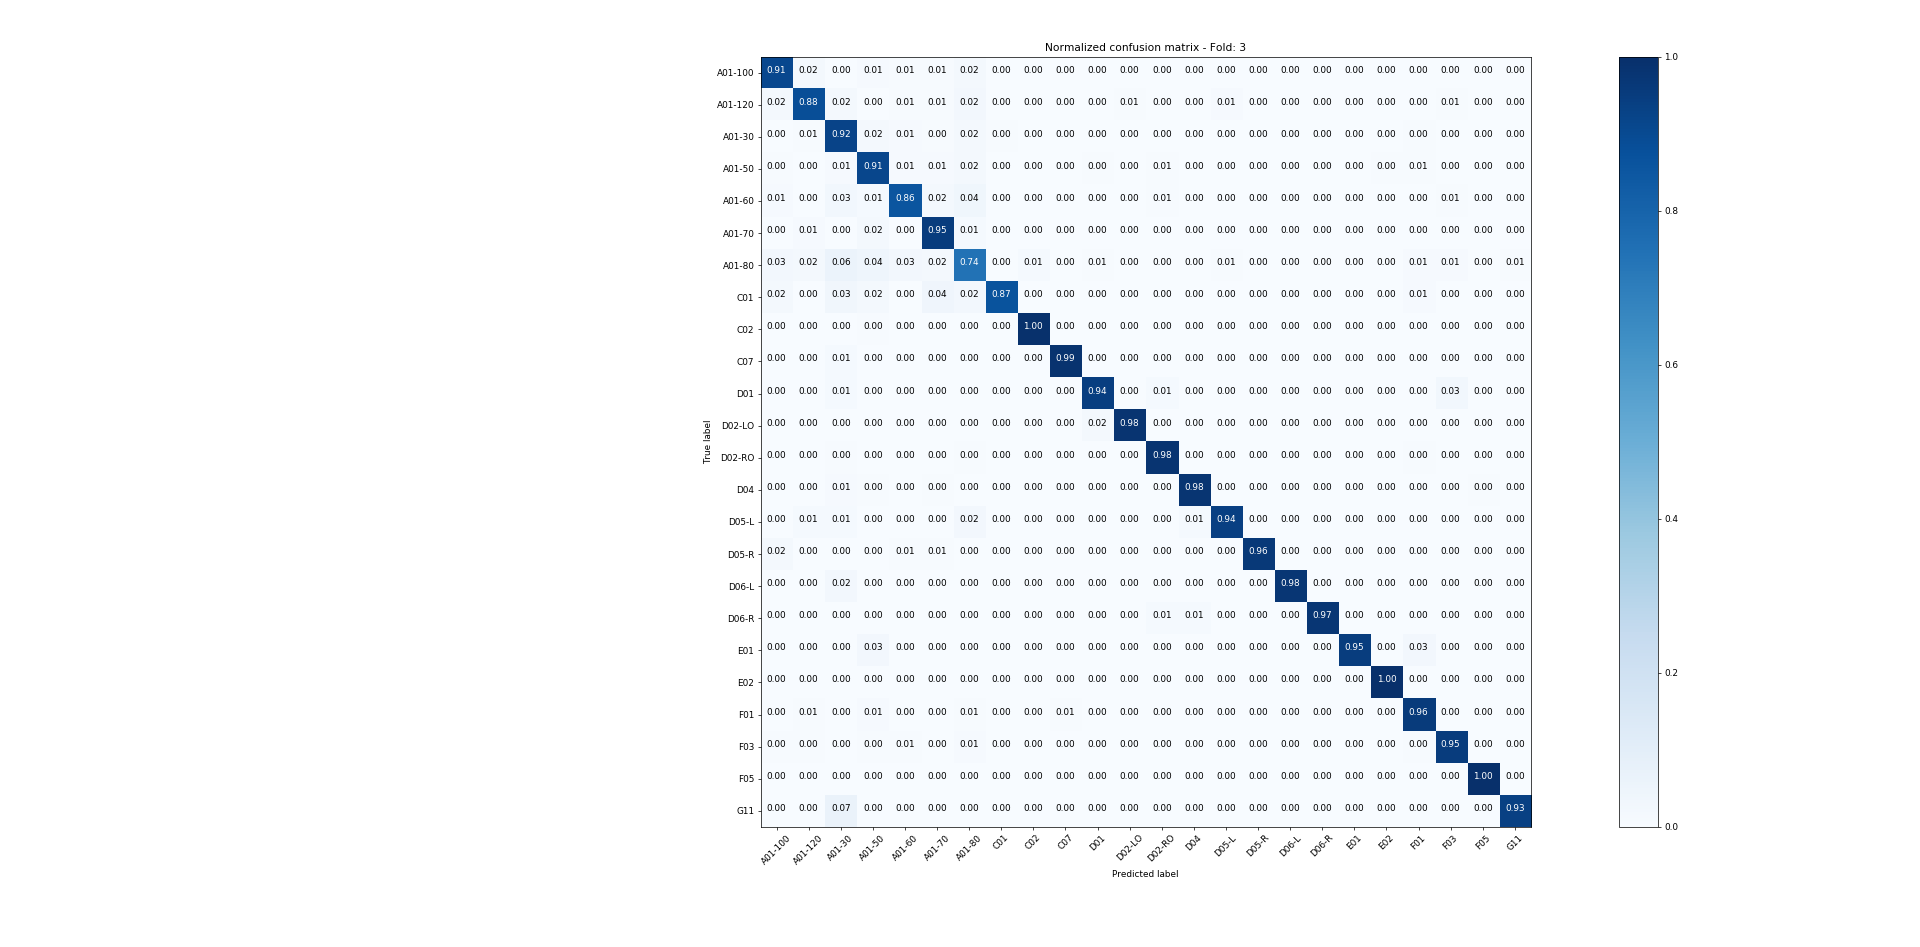 Normalized confusion matrix - Fold: 3
A01-100 0.91 0.02 0.00 0.01 0.01 0.01 0.02 0.00 0.00 0.00 0.00 0.00 0.00 0.00 0.00 0.00 0.00 0.00 0.00 0.00 0.00 0.00 0.00 0.00
A01-120 0.02 0.88 0.02 0.00 0.01 0.01 0.02 0.00 0.00 0.00 0.00 0.01 0.00 0.00 0.01 0.00 0.00 0.00 0.00 0.00 0.00 0.01 0.00 0.00
A01-30 0.00 0.01 0.92 0.02 0.01 0.00 0.02 0.00 0.00 0.00 0.00 0.00 0.00 0.00 0.00 0.00 0.00 0.00 0.00 0.00 0.00 0.00 0.00 0.00
A01-50 0.00 0.00 0.01 0.91 0.01 0.01 0.02 0.00 0.00 0.00 0.00 0.00 0.01 0.00 0.00 0.00 0.00 0.00 0.00 0.00 0.01 0.00 0.00 0.00
A01-60 0.01 0.00 0.03 0.01 0.86 0.02 0.04 0.00 0.00 0.00 0.00 0.00 0.01 0.00 0.00 0.00 0.00 0.00 0.00 0.00 0.00 0.01 0.00 0.00
A01-70 0.00 0.01 0.00 0.02 0.00 0.95 0.01 0.00 0.00 0.00 0.00 0.00 0.00 0.00 0.00 0.00 0.00 0.00 0.00 0.00 0.00 0.00 0.00 0.00
A01-80 0.03 0.02 0.06 0.04 0.03 0.02 0.74 0.00 0.01 0.00 0.01 0.00 0.00 0.00 0.01 0.00 0.00 0.00 0.00 0.00 0.01 0.01 0.00 0.01
C01 0.02 0.00 0.03 0.02 0.00 0.04 0.02 0.87 0.00 0.00 0.00 0.00 0.00 0.00 0.00 0.00 0.00 0.00 0.00 0.00 0.01 0.00 0.00 0.00
C02 0.00 0.00 0.00 0.00 0.00 0.00 0.00 0.00 1.00 0.00 0.00 0.00 0.00 0.00 0.00 0.00 0.00 0.00 0.00 0.00 0.00 0.00 0.00 0.00
C07 0.00 0.00 0.01 0.00 0.00 0.00 0.00 0.00 0.00 0.99 0.00 0.00 0.00 0.00 0.00 0.00 0.00 0.00 0.00 0.00 0.00 0.00 0.00 0.00
D01 0.00 0.00 0.01 0.00 0.00 0.00 0.00 0.00 0.00 0.00 0.94 0.00 0.01 0.00 0.00 0.00 0.00 0.00 0.00 0.00 0.00 0.03 0.00 0.00
D02-LO 0.00 0.00 0.00 0.00 0.00 0.00 0.00 0.00 0.00 0.00 0.02 0.98 0.00 0.00 0.00 0.00 0.00 0.00 0.00 0.00 0.00 0.00 0.00 0.00
D02-RO 0.00 0.00 0.00 0.00 0.00 0.00 0.00 0.00 0.00 0.00 0.00 0.00 0.98 0.00 0.00 0.00 0.00 0.00 0.00 0.00 0.00 0.00 0.00 0.00
D04 0.00 0.00 0.01 0.00 0.00 0.00 0.00 0.00 0.00 0.00 0.00 0.00 0.00 0.98 0.00 0.00 0.00 0.00 0.00 0.00 0.00 0.00 0.00 0.00
D05-L 0.00 0.01 0.01 0.00 0.00 0.00 0.02 0.00 0.00 0.00 0.00 0.00 0.00 0.01 0.94 0.00 0.00 0.00 0.00 0.00 0.00 0.00 0.00 0.00
D05-R 0.02 0.00 0.00 0.00 0.01 0.01 0.00 0.00 0.00 0.00 0.00 0.00 0.00 0.00 0.00 0.96 0.00 0.00 0.00 0.00 0.00 0.00 0.00 0.00
D06-L 0.00 0.00 0.02 0.00 0.00 0.00 0.00 0.00 0.00 0.00 0.00 0.00 0.00 0.00 0.00 0.00 0.98 0.00 0.00 0.00 0.00 0.00 0.00 0.00
D06-R 0.00 0.00 0.00 0.00 0.00 0.00 0.00 0.00 0.00 0.00 0.00 0.00 0.01 0.01 0.00 0.00 0.00 0.97 0.00 0.00 0.00 0.00 0.00 0.00
E01 0.00 0.00 0.00 0.03 0.00 0.00 0.00 0.00 0.00 0.00 0.00 0.00 0.00 0.00 0.00 0.00 0.00 0.00 0.95 0.00 0.03 0.00 0.00 0.00
E02 0.00 0.00 0.00 0.00 0.00 0.00 0.00 0.00 0.00 0.00 0.00 0.00 0.00 0.00 0.00 0.00 0.00 0.00 0.00 1.00 0.00 0.00 0.00 0.00
F01 0.00 0.01 0.00 0.01 0.00 0.00 0.01 0.00 0.00 0.01 0.00 0.00 0.00 0.00 0.00 0.00 0.00 0.00 0.00 0.00 0.96 0.00 0.00 0.00
F03 0.00 0.00 0.00 0.00 0.01 0.00 0.01 0.00 0.00 0.00 0.00 0.00 0.00 0.00 0.00 0.00 0.00 0.00 0.00 0.00 0.00 0.95 0.00 0.00
F05 0.00 0.00 0.00 0.00 0.00 0.00 0.00 0.00 0.00 0.00 0.00 0.00 0.00 0.00 0.00 0.00 0.00 0.00 0.00 0.00 0.00 0.00 1.00 0.00
G11 0.00 0.00 0.07 0.00 0.00 0.00 0.00 0.00 0.00 0.00 0.00 0.00 0.00 0.00 0.00 0.00 0.00 0.00 0.00 0.00 0.00 0.00 0.00 0.93
A01-100 A01-120 A01-30 A01-50 A01-60 A01-70 A01-80 C01 C02 C07 D01 D02-LO D02-RO D04 D05-L D05-R D06-L D06-R E01 E02 F01 F03 F05 G11
Predicted label
True label
1.0
0.8
0.6
0.4
0.2
0.0